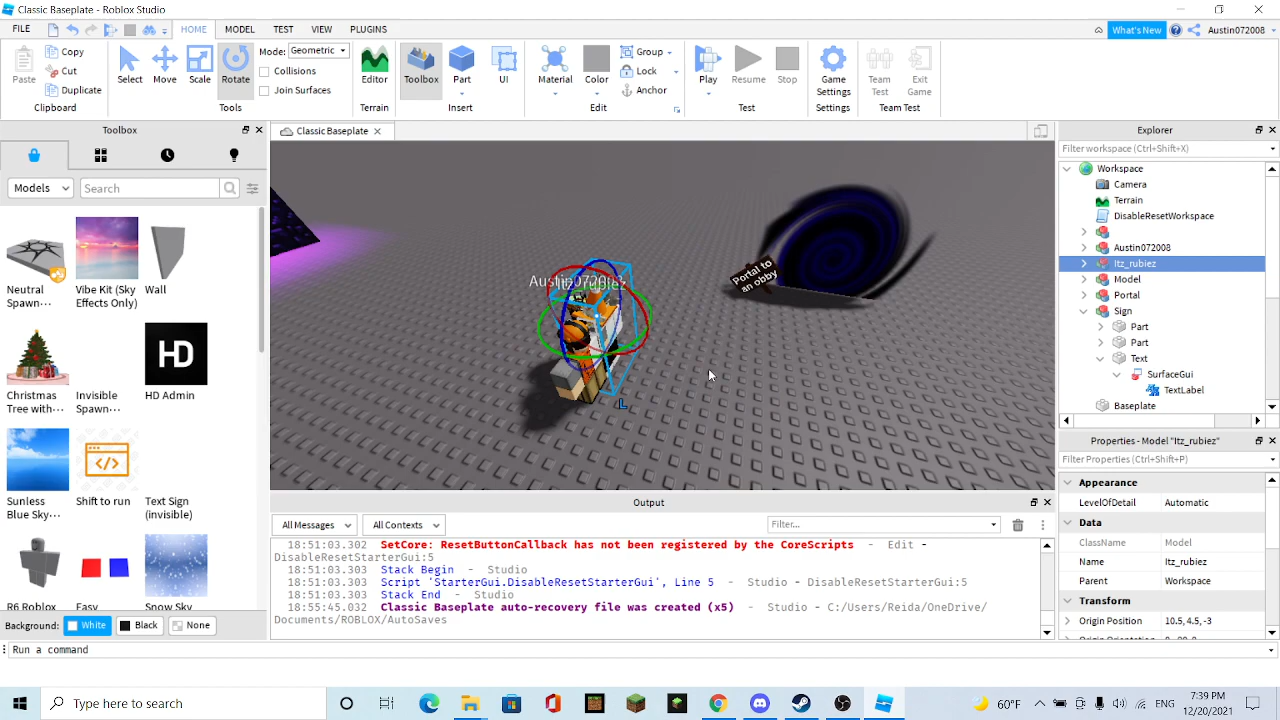 Classic Baseplate - Roblox Studio
FILE HOME MODEL TEST VIEW PLUGINS What's New Austin072008
Paste Copy Cut Duplicate Clipboard
Select Move Scale Rotate Mode: Geometric Collisions Join Surfaces Tools
Editor Terrain
Toolbox Part UI Insert
Material Color Group Lock Anchor Edit
Play Resume Stop Test
Game Settings Settings
Team Test Exit Game Team Test
Toolbox
Models Search
Neutral Spawn...
Vibe Kit (Sky Effects Only)
Wall
Christmas Tree with...
Invisible Spawn...
HD
HD Admin
Sunless Blue Sky...
</>
Shift to run
Text Sign (invisible)
R6 Roblox
Easy
Snow Sky
Background: White Black None
Classic Baseplate
Austin072008
Itz_rubiez
Portal to
an obby
L
Output
All Messages All Contexts Filter...
18:51:03.302 SetCore: ResetButtonCallback has not been registered by the CoreScripts - Edit -
DisableResetStarterGui:5
18:51:03.303 Stack Begin - Studio
18:51:03.303 Script 'StarterGui.DisableResetStarterGui', Line 5 - Studio - DisableResetStarterGui:5
18:51:03.303 Stack End - Studio
18:55:45.032 Classic Baseplate auto-recovery file was created (x5) - Studio - C:/Users/Reida/OneDrive/
Documents/ROBLOX/AutoSaves
Explorer
Filter workspace (Ctrl+Shift+X)
Workspace
Camera
Terrain
DisableResetWorkspace
Austin072008
Itz_rubiez
Model
Portal
Sign
Part
Part
Text
SurfaceGui
TextLabel
Baseplate
Properties - Model "Itz_rubiez"
Filter Properties (Ctrl+Shift+P)
Appearance
LevelOfDetail Automatic
Data
ClassName Model
Name Itz_rubiez
Parent Workspace
Transform
Origin Position 10.5, 4.5, -3
Run a command
Type here to search
60°F ENG 7:39 PM
12/20/2021